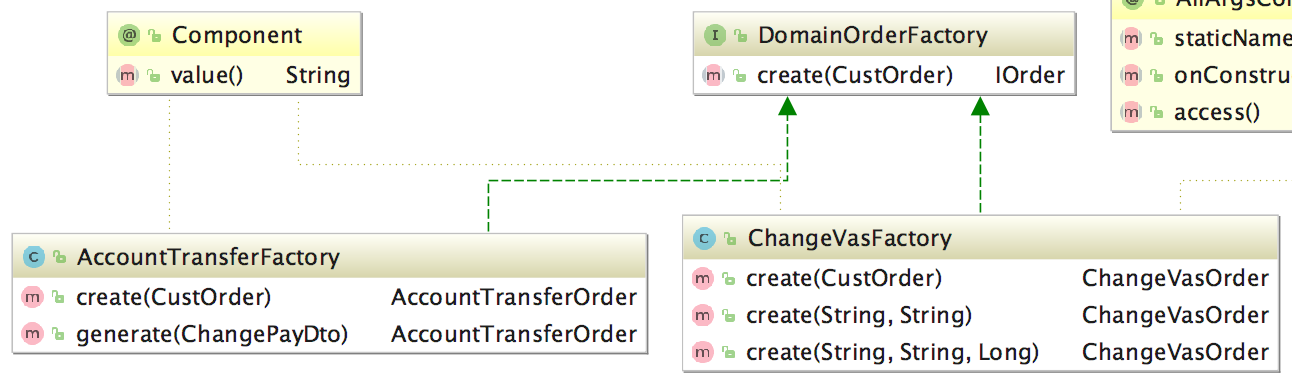 @ Component
m value() String
I DomainOrderFactory
m create(CustOrder) IOrder
@
m staticName
m onConstru
m access()
C AccountTransferFactory
m create(CustOrder) AccountTransferOrder
m generate(ChangePayDto) AccountTransferOrder
C ChangeVasFactory
m create(CustOrder) ChangeVasOrder
m create(String, String) ChangeVasOrder
m create(String, String, Long) ChangeVasOrder